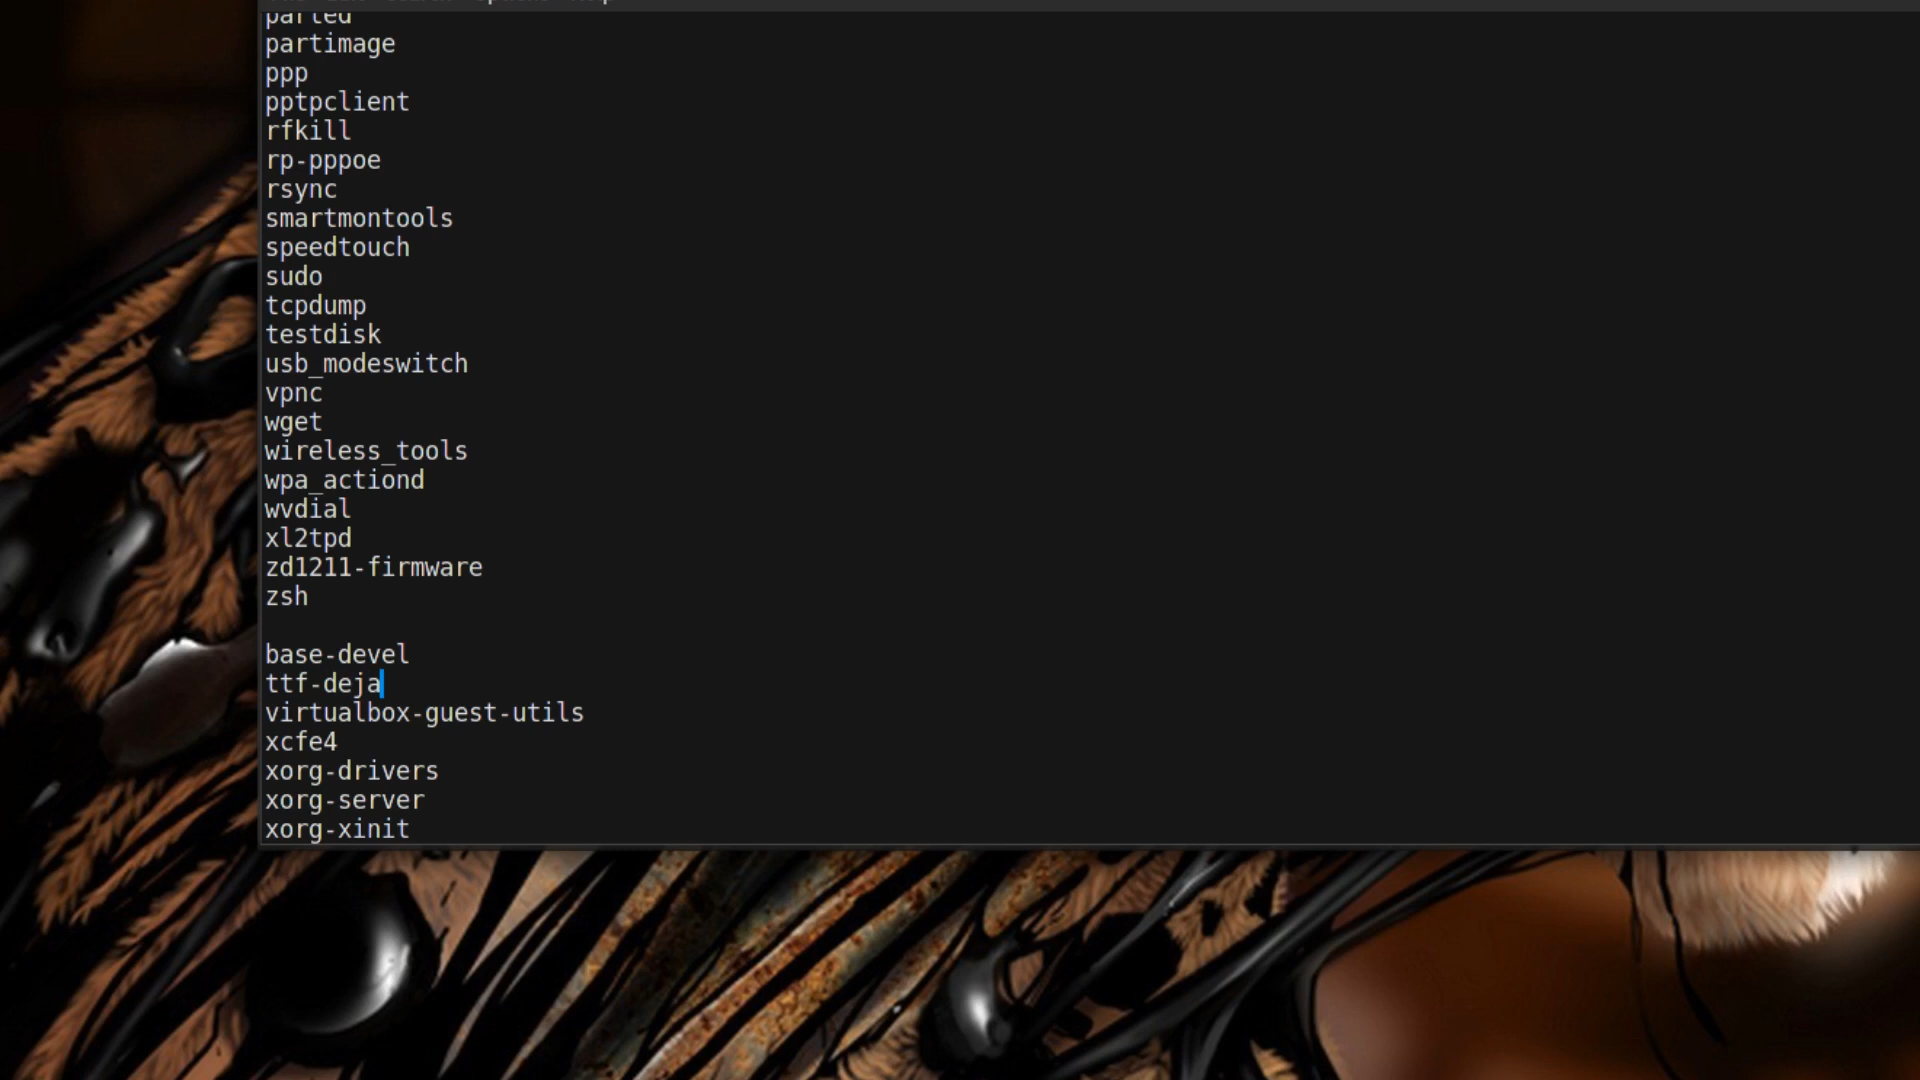 parted
partimage
ppp
pptpclient
rfkill
rp-pppoe
rsync
smartmontools
speedtouch
sudo
tcpdump
testdisk
usb_modeswitch
vpnc
wget
wireless_tools
wpa_actiond
wvdial
xl2tpd
zd1211-firmware
zsh
base-devel
ttf-deja
virtualbox-guest-utils
xcfe4
xorg-drivers
xorg-server
xorg-xinit